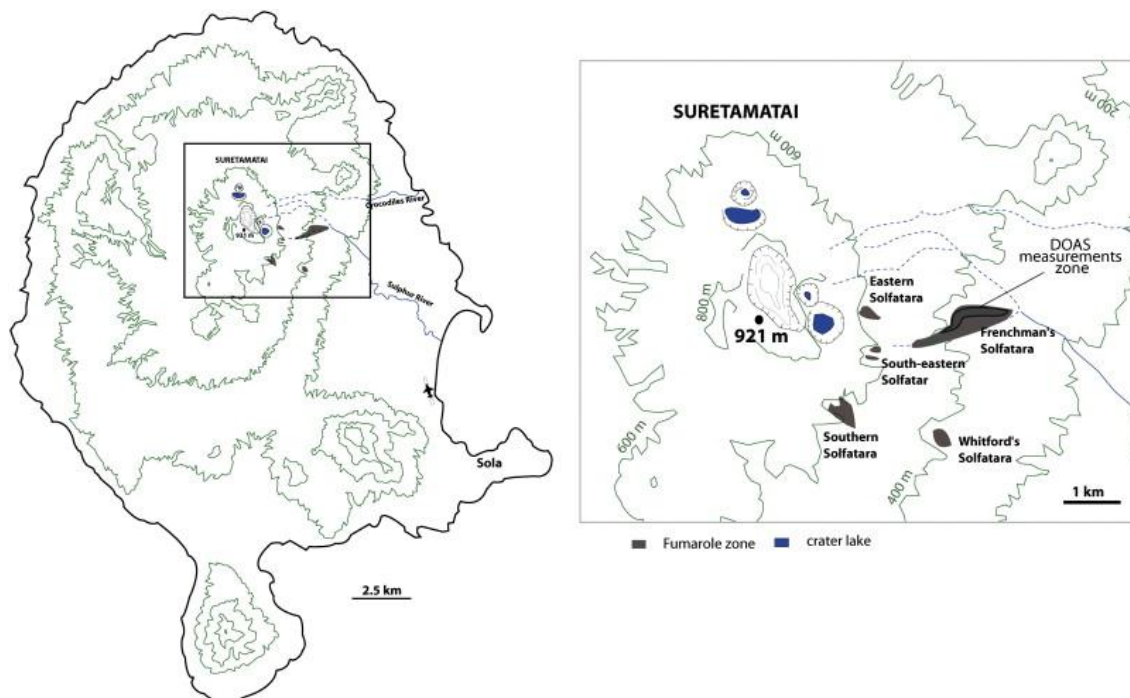 SURETAMATAI
Crocodiles River
921 m
Sulphur River
Sola
2.5 km
SURETAMATAI
600 m
200 m
DOAS
measurements
zone
Eastern
Solfatara
800 m
921 m
Frenchman's
Solfatara
South-eastern
Solfatar
600 m
Southern
Solfatara
Whitford's
Solfatara
400 m
1 km
Fumarole zone
crater lake